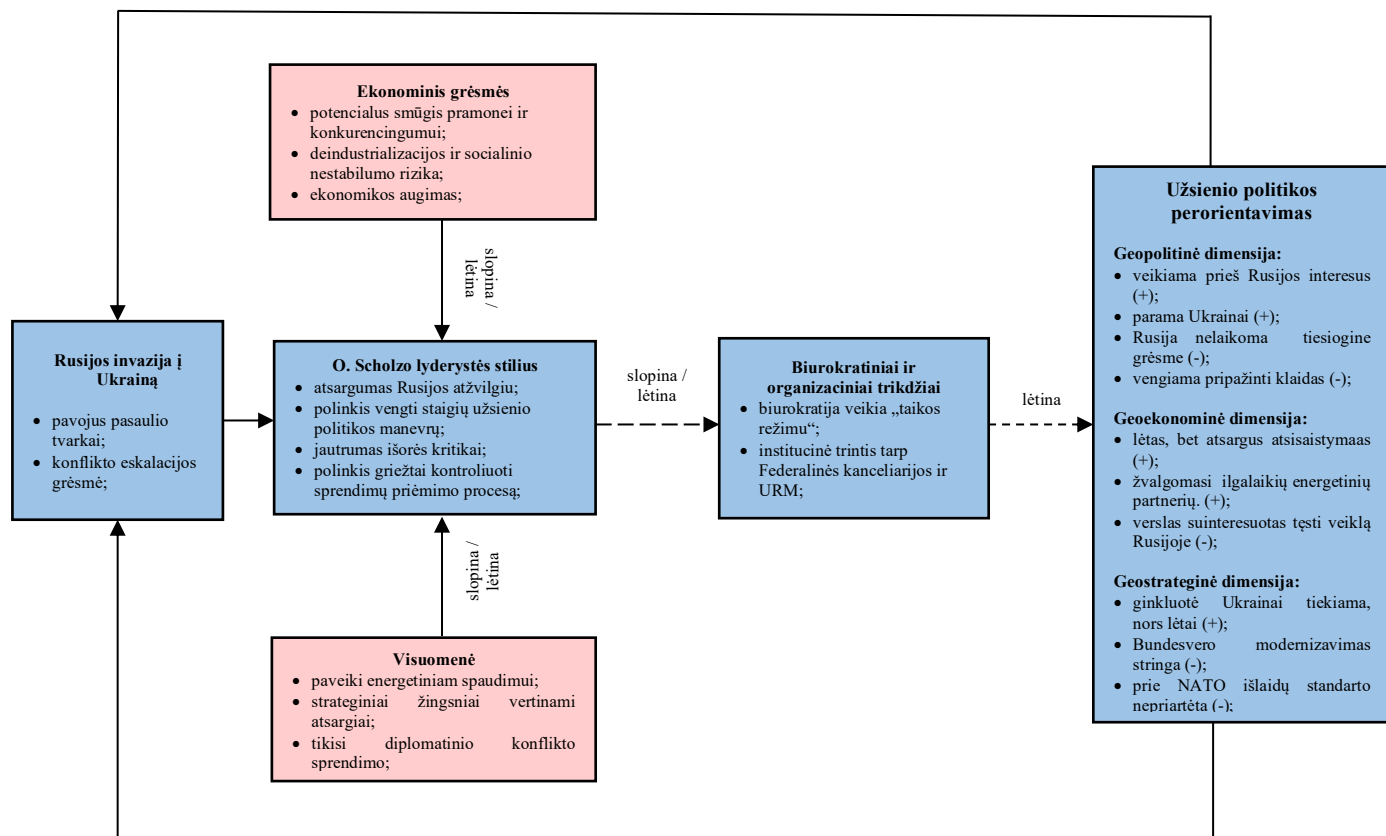 Ekonominis grėsmės
• potencialus smūgis pramonei ir
konkurencingumui;
• deindustrializacijos ir socialinio
nestabilumo rizika;
• ekonomikos augimas;
slopina /
lėtina
Rusijos invazija į
Ukrainą
• pavojus pasaulio
tvarkai;
• konflikto eskalacijos
grėsmė;
O. Scholzo lyderystės stilius
• atsargumas Rusijos atžvilgiu;
• polinkis vengti staigių užsienio
politikos manevrų;
• jautrumas išorės kritikai;
• polinkis griežtai kontroliuoti
sprendimų priėmimo procesą;
slopina /
lėtina
Biurokratiniai ir
organizaciniai trikdžiai
• biurokratija veikia „taikos
režimu“;
• institucinė trintis tarp
Federalinės kanceliarijos ir
URM;
lėtina
slopina /
lėtina
Visuomenė
• paveiki energetiniam spaudimui;
• strateginiai žingsniai vertinami
atsargiai;
• tikisi diplomatinio konflikto
sprendimo;
Užsienio politikos
perorientavimas
Geopolitinė dimensija:
• veikiama prieš Rusijos interesus
(+);
• parama Ukrainai (+);
• Rusija nelaikoma tiesiogine
grėsme (-);
• vengiama pripažinti klaidas (-);
Geoekonominė dimensija:
• lėtas, bet atsargus atsisaistymaas
(+);
• žvalgomasi ilgalaikių energetinių
partnerių. (+);
• verslas suinteresuotas tęsti veiklą
Rusijoje (-);
Geostrateginė dimensija:
• ginkluotė Ukrainai tiekiama,
nors lėtai (+);
• Bundesvero modernizavimas
stringa (-);
• prie NATO išlaidų standarto
nepriartėta (-);